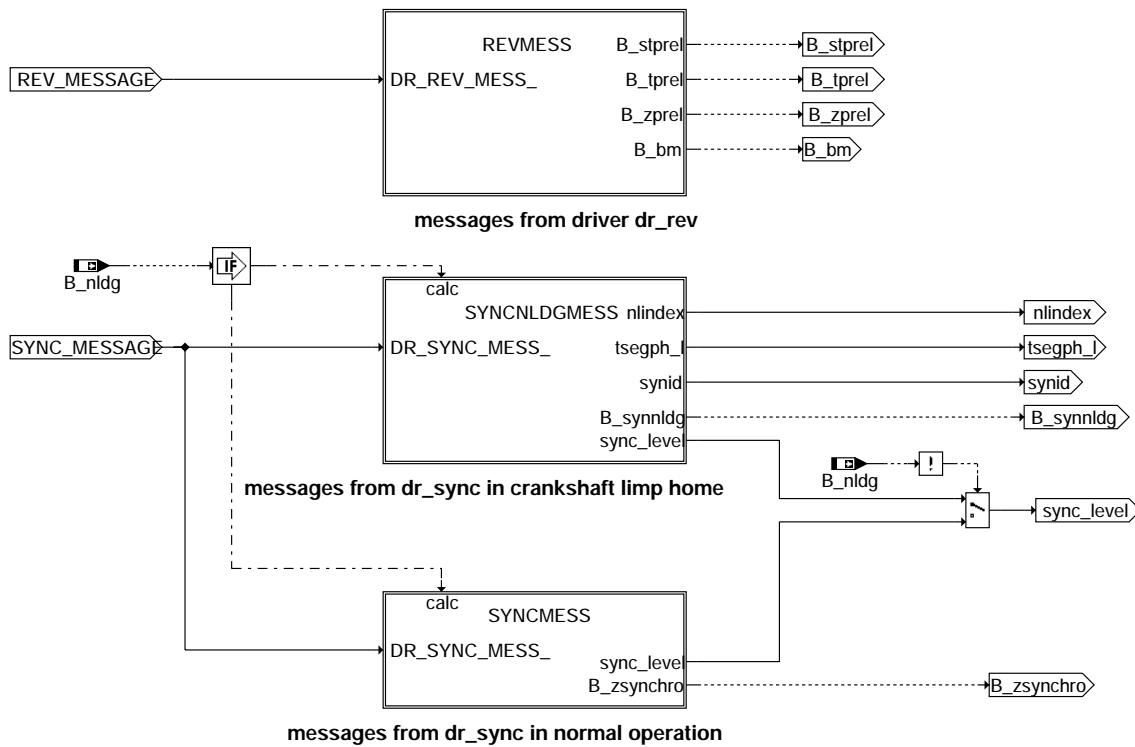 REVMESS
B_stprel
B_stprel
REV_MESSAGE
DR_REV_MESS_
B_tprel
B_tprel
B_zprel
B_zprel
B_bm
B_bm
messages from driver dr_rev
B_nldg
IF
calc
SYNCNLDGMESS
nlindex
nlindex
SYNC_MESSAGE
DR_SYNC_MESS_
tsegph_l
tsegph_l
synid
synid
B_synnldg
B_synnldg
sync_level
messages from dr_sync in crankshaft limp home
B_nldg
!
sync_level
calc
SYNCMESS
DR_SYNC_MESS_
sync_level
B_zsynchro
B_zsynchro
messages from dr_sync in normal operation